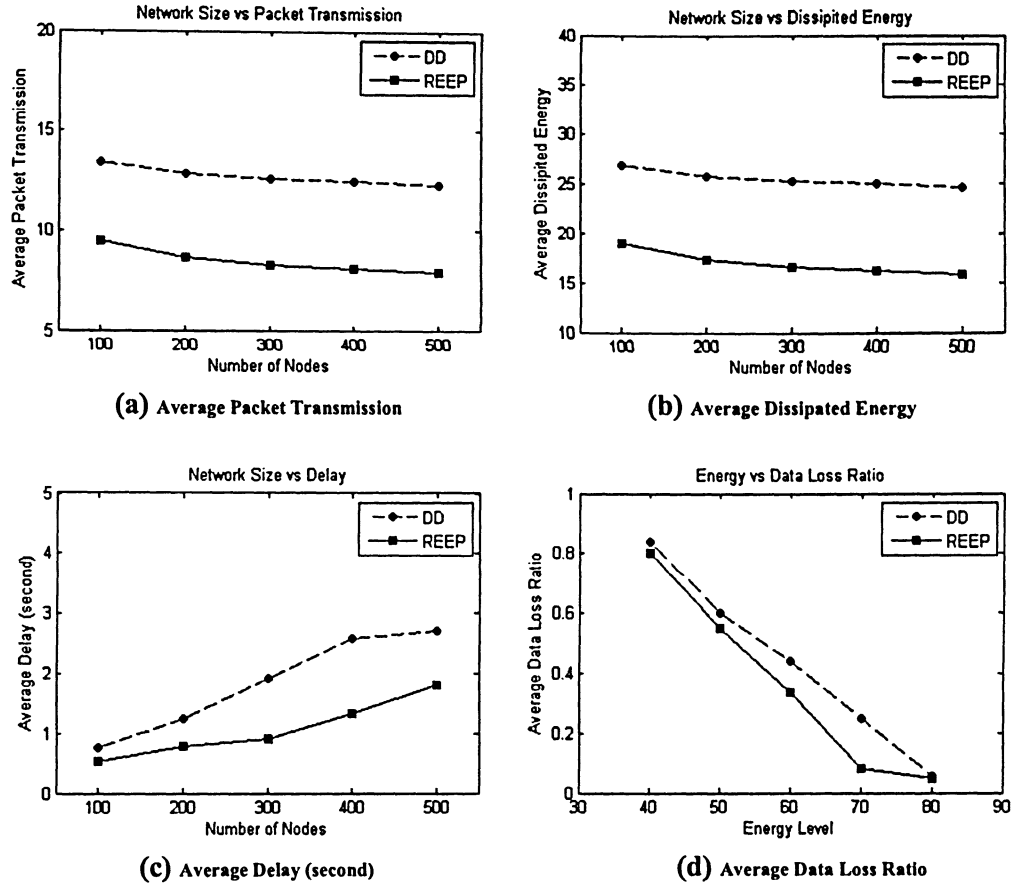 Network Size vs Packet Transmission
20
15
10
5
Average Packet Transmission
DD
REEP
100 200 300 400 500
Number of Nodes
(a) Average Packet Transmission
Network Size vs Dissipited Energy
40
35
30
25
20
15
10
Average Dissipited Energy
DD
REEP
100 200 300 400 500
Number of Nodes
(b) Average Dissipated Energy
Network Size vs Delay
5
4
3
2
1
0
Average Delay (second)
DD
REEP
100 200 300 400 500
Number of Nodes
(c) Average Delay (second)
Energy vs Data Loss Ratio
1
0.8
0.6
0.4
0.2
0
Average Data Loss Ratio
DD
REEP
30 40 50 60 70 80 90
Energy Level
(d) Average Data Loss Ratio